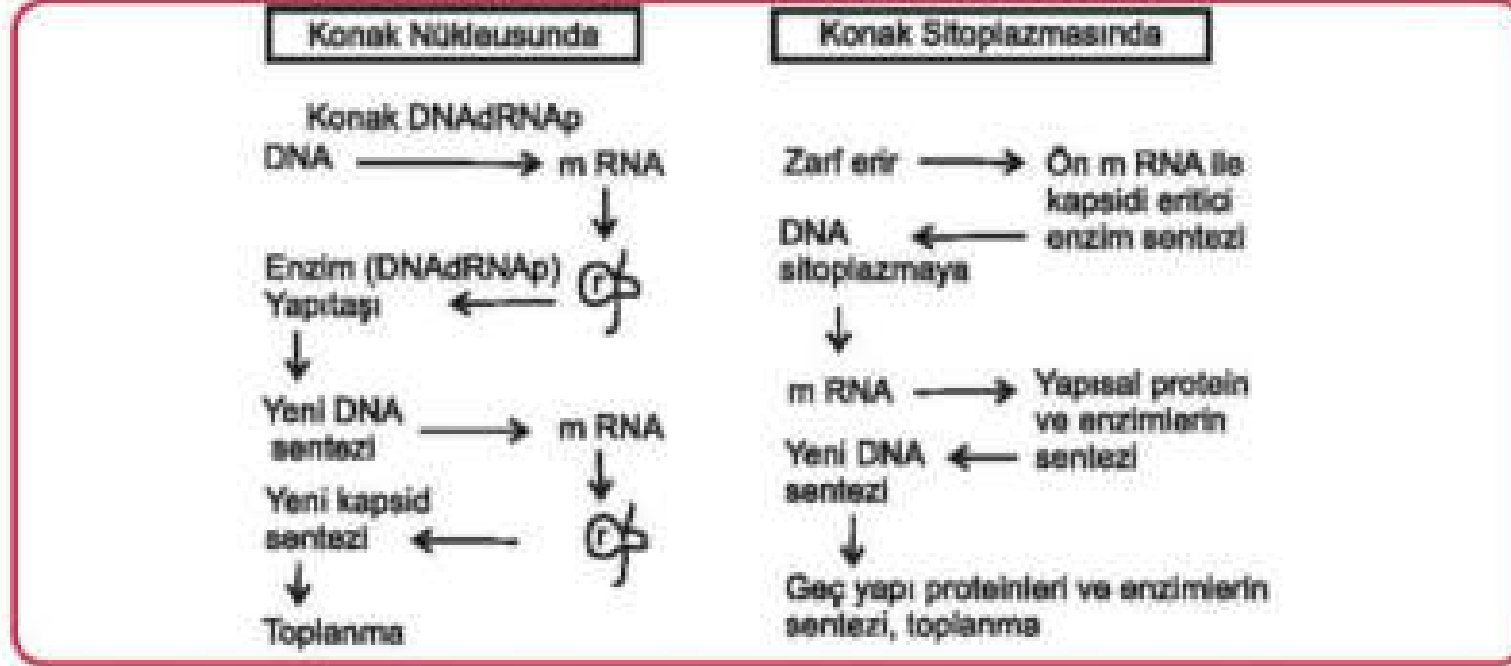 Konak Nüklausunda
Konak DNAdRNAp
DNA → m RNA
r
Enzim (DNAdRNAp)
Yapıtaşı
Yeni DNA → m RNA
sentezi
Yeni kapsid
sentezi
r
Toplanma
Konak Sitoplazmasında
Zarf erir → Ön m RNA ile
kapsidi eritici
DNA ← enzim sentezi
sitoplazmaya
m RNA → Yapısal protein
ve enzimlerin
Yeni DNA ← sentezi
sentezi
Geç yapı proteinleri ve enzimlerin
sentezi, toplanma